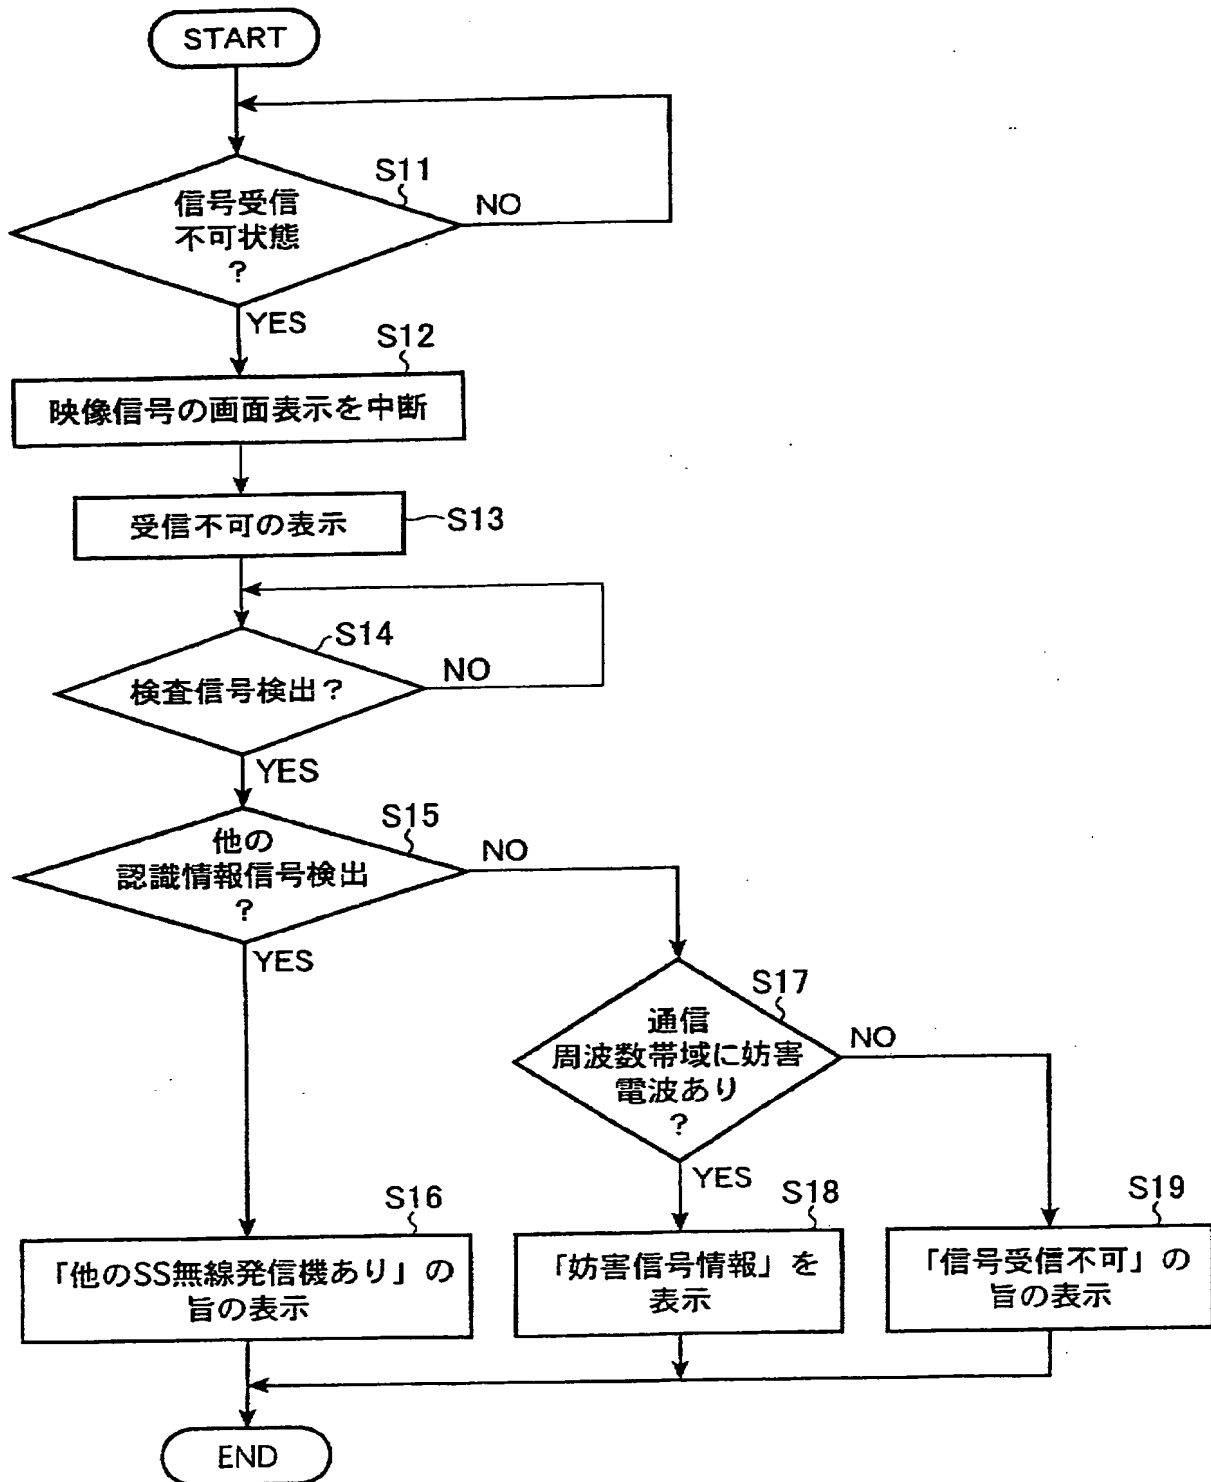 START
S11
信号受信
不可状態
?
NO
YES
S12
映像信号の画面表示を中断
受信不可の表示
S13
S14
検査信号検出?
NO
YES
S15
他の
認識情報信号検出
?
NO
YES
S17
通信
周波数帯域に妨害
電波あり
?
NO
YES
S16
「他のSS無線発信機あり」の
旨の表示
S18
「妨害信号情報」を
表示
S19
「信号受信不可」の
旨の表示
END